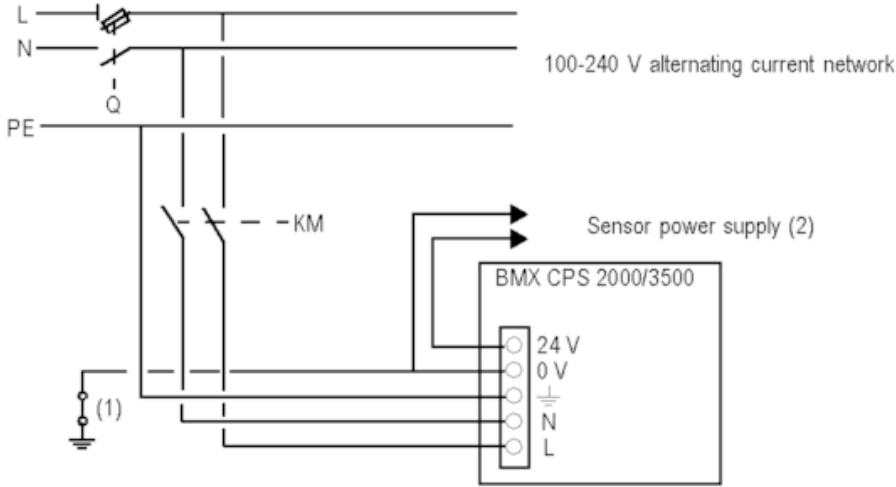 L
N
100-240 V alternating current network
Q
PE
KM
Sensor power supply (2)
BMX CPS 2000/3500
24 V
0 V
(1)
N
L